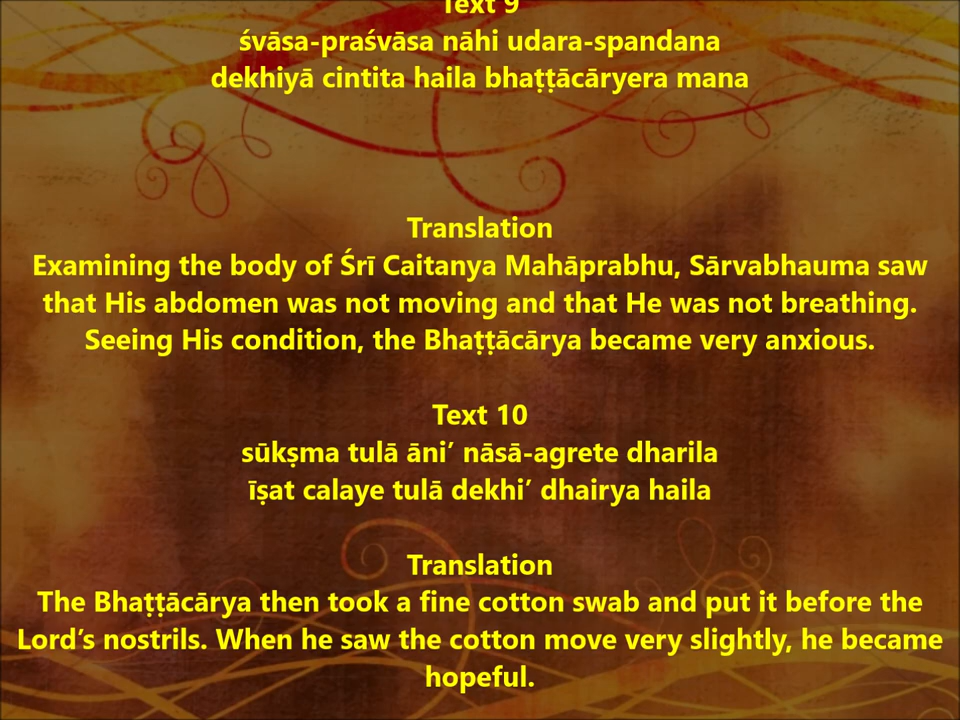 Text 9
śvāsa-praśvāsa nāhi udara-spandana
dekhiyā cintita haila bhaṭṭācāryera mana
Translation
Examining the body of Śrī Caitanya Mahāprabhu, Sārvabhauma saw
that His abdomen was not moving and that He was not breathing.
Seeing His condition, the Bhaṭṭācārya became very anxious.
Text 10
sūkṣma tulā āni’ nāsā-agrete dharila
īṣat calaye tulā dekhi’ dhairya haila
Translation
The Bhaṭṭācārya then took a fine cotton swab and put it before the
Lord’s nostrils. When he saw the cotton move very slightly, he became
hopeful.